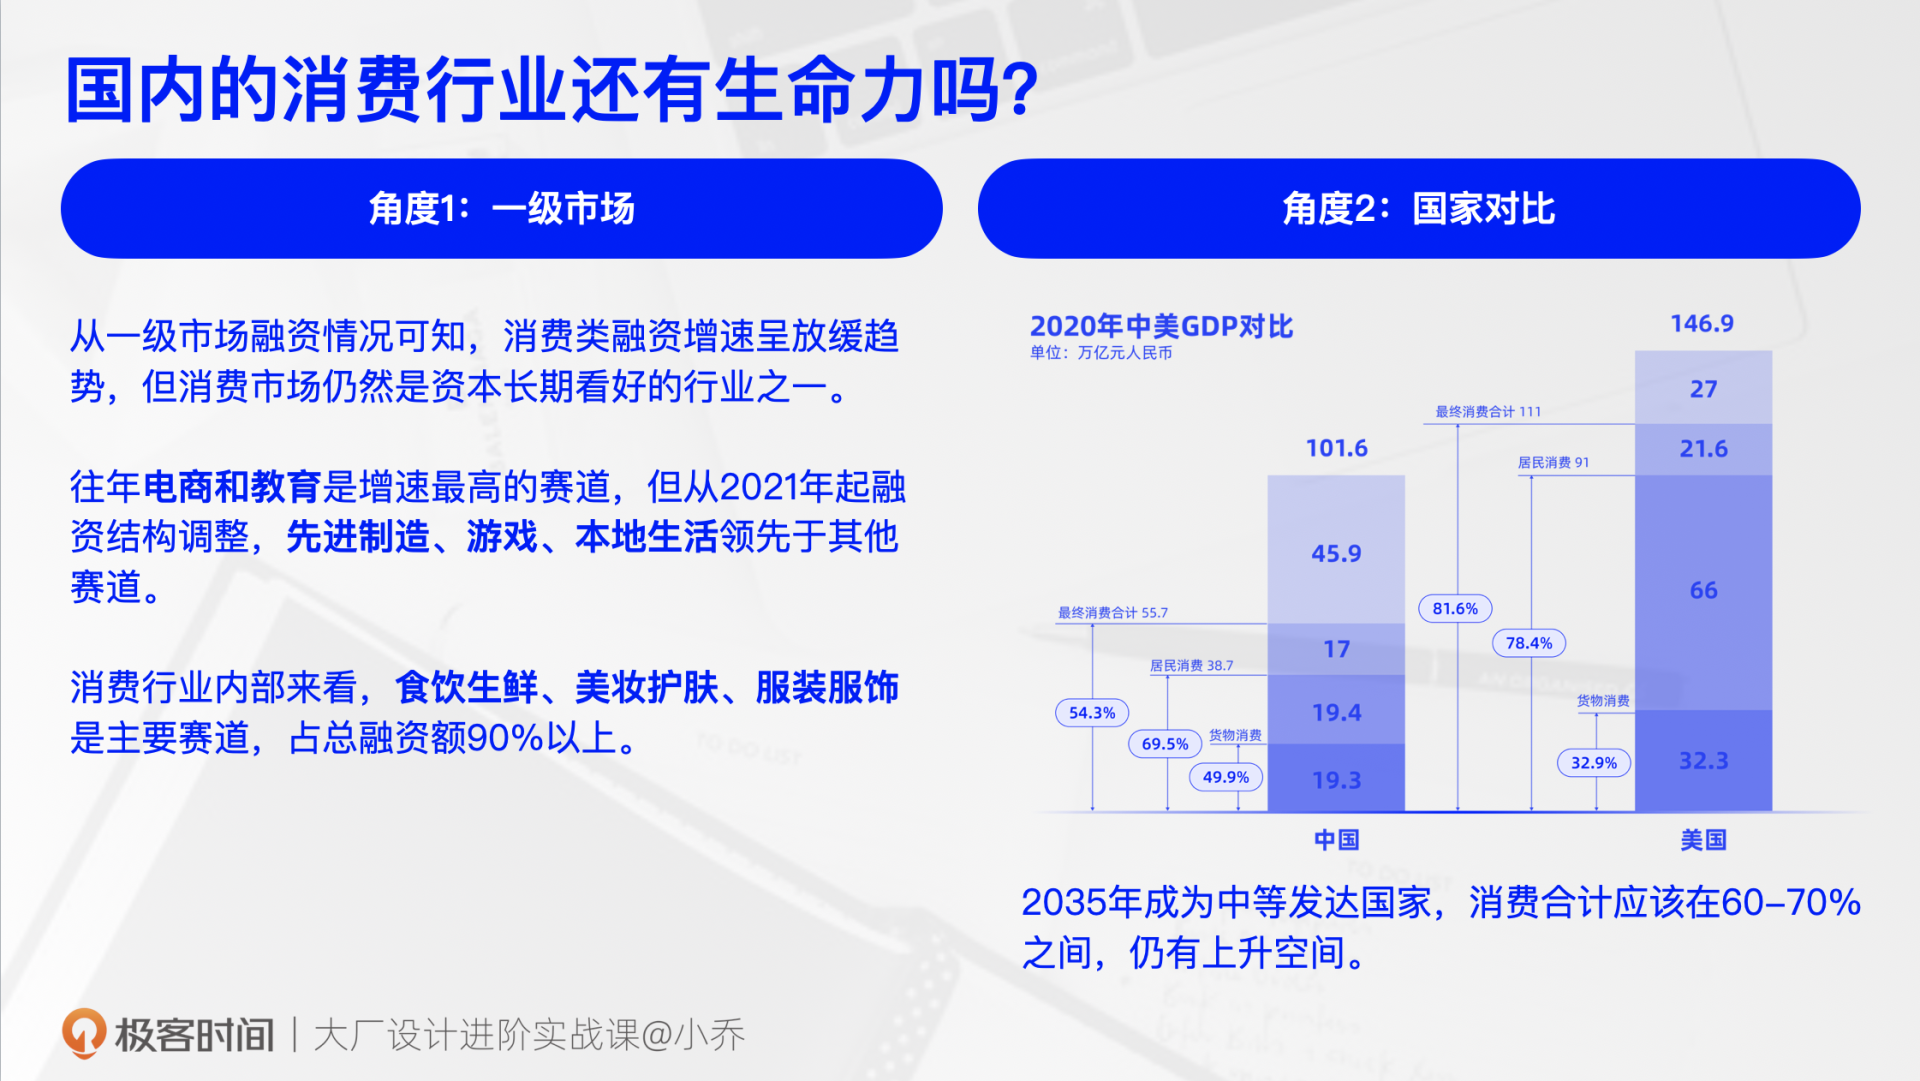 国内的消费行业还有生命力吗?
角度1：一级市场
从一级市场融资情况可知，消费类融资增速呈放缓趋
势，但消费市场仍然是资本长期看好的行业之一。
往年电商和教育是增速最高的赛道，但从2021年起融
资结构调整，先进制造、游戏、本地生活领先于其他
赛道。
消费行业内部来看，食饮生鲜、美妆护肤、服装服饰
是主要赛道，占总融资额90%以上。
角度2：国家对比
2020年中美GDP对比
单位：万亿元人民币
101.6
45.9
17
19.4
19.3
最终消费合计 55.7
居民消费 38.7
货物消费
54.3%
69.5%
49.9%
中国
146.9
27
21.6
66
32.3
最终消费合计 111
居民消费 91
货物消费
81.6%
78.4%
32.9%
美国
2035年成为中等发达国家，消费合计应该在60–70%
之间，仍有上升空间。
TO DO LIST
TO DO LIST
极客时间 | 大厂设计进阶实战课@小乔